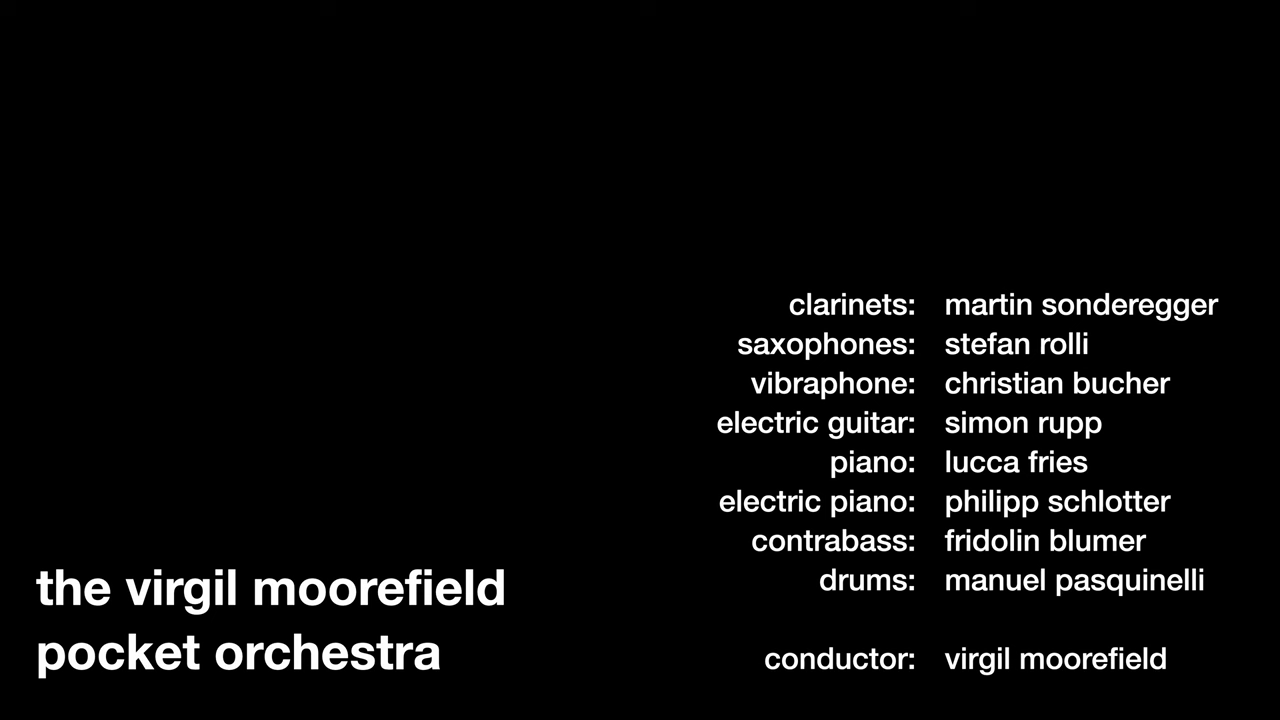 clarinets: martin sonderegger
saxophones: stefan rolli
vibraphone: christian bucher
electric guitar: simon rupp
piano: lucca fries
electric piano: philipp schlotter
contrabass: fridolin blumer
drums: manuel pasquinelli
conductor: virgil moorefield
the virgil moorefield
pocket orchestra